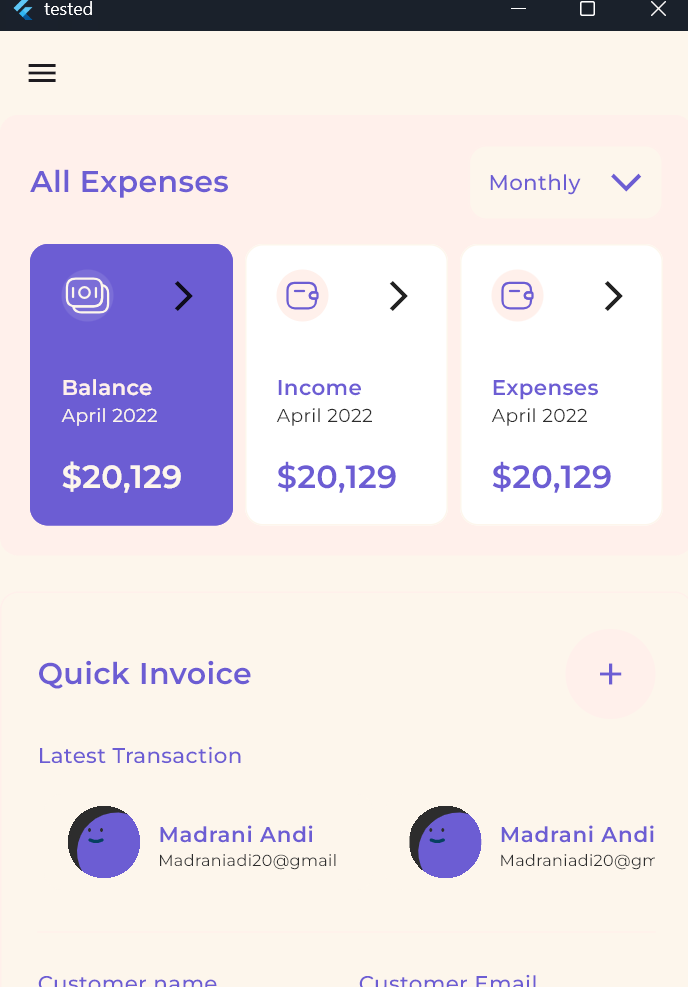 tested
All Expenses
Monthly
Balance
April 2022
$20,129
Income
April 2022
$20,129
Expenses
April 2022
$20,129
Quick Invoice
+
Latest Transaction
Madrani Andi
Madraniadi20@gmail
Madrani Andi
Madraniadi20@gm
Customer name
Customer Email